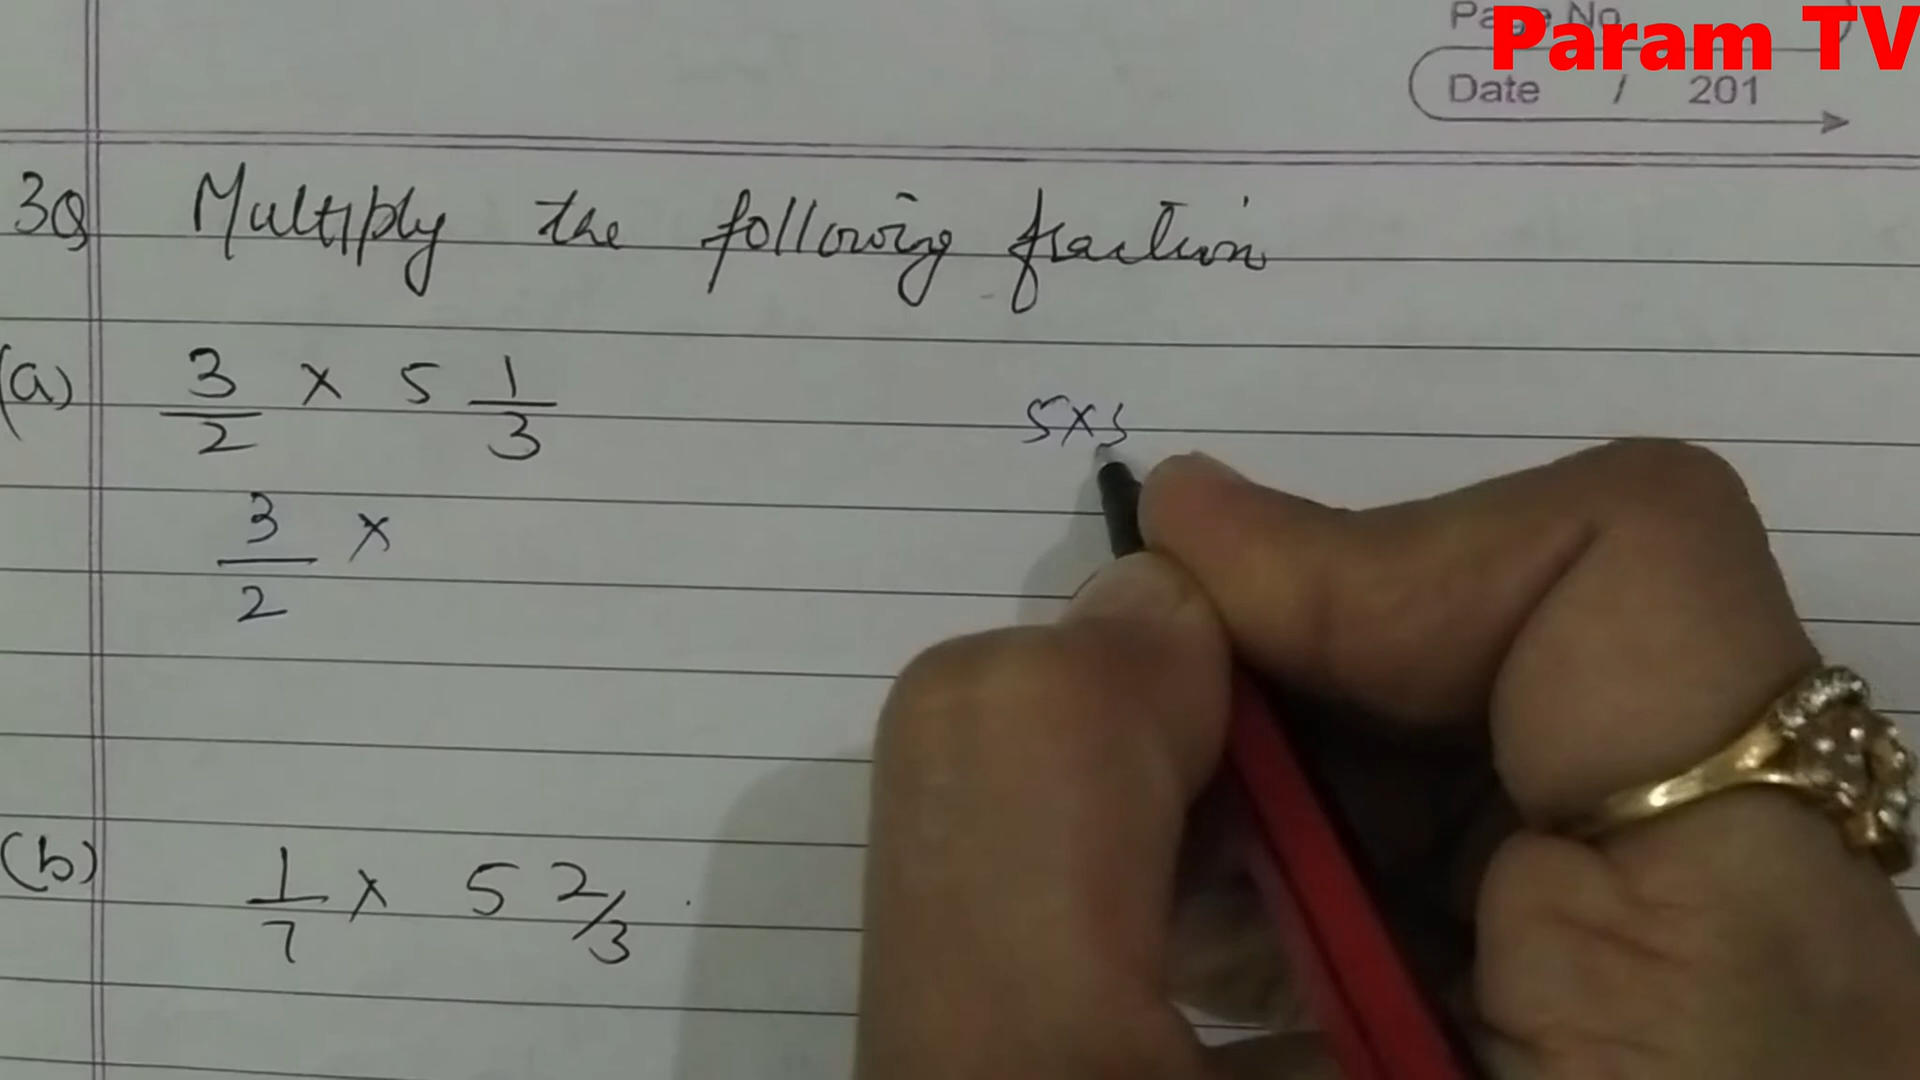 Page No.
Param TV
Date / 201
3Q Multiply the following fraction
(a) 3/2 × 5 1/3
5×3
3/2 ×
(b) 1/7 × 5 2/3